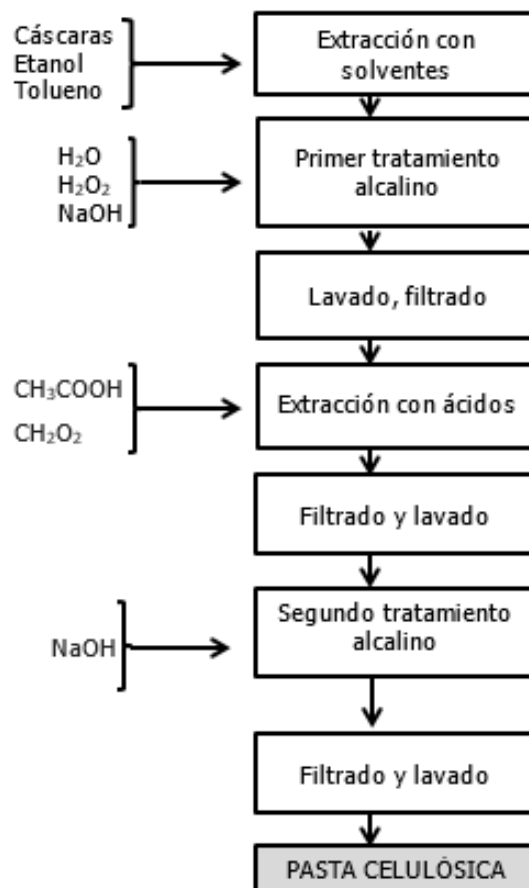 Cáscaras
Etanol
Tolueno
Extracción con
solventes
H₂O
H₂O₂
NaOH
Primer tratamiento
alcalino
Lavado, filtrado
CH₃COOH
CH₂O₂
Extracción con ácidos
Filtrado y lavado
NaOH
Segundo tratamiento
alcalino
Filtrado y lavado
PASTA CELULÓSICA